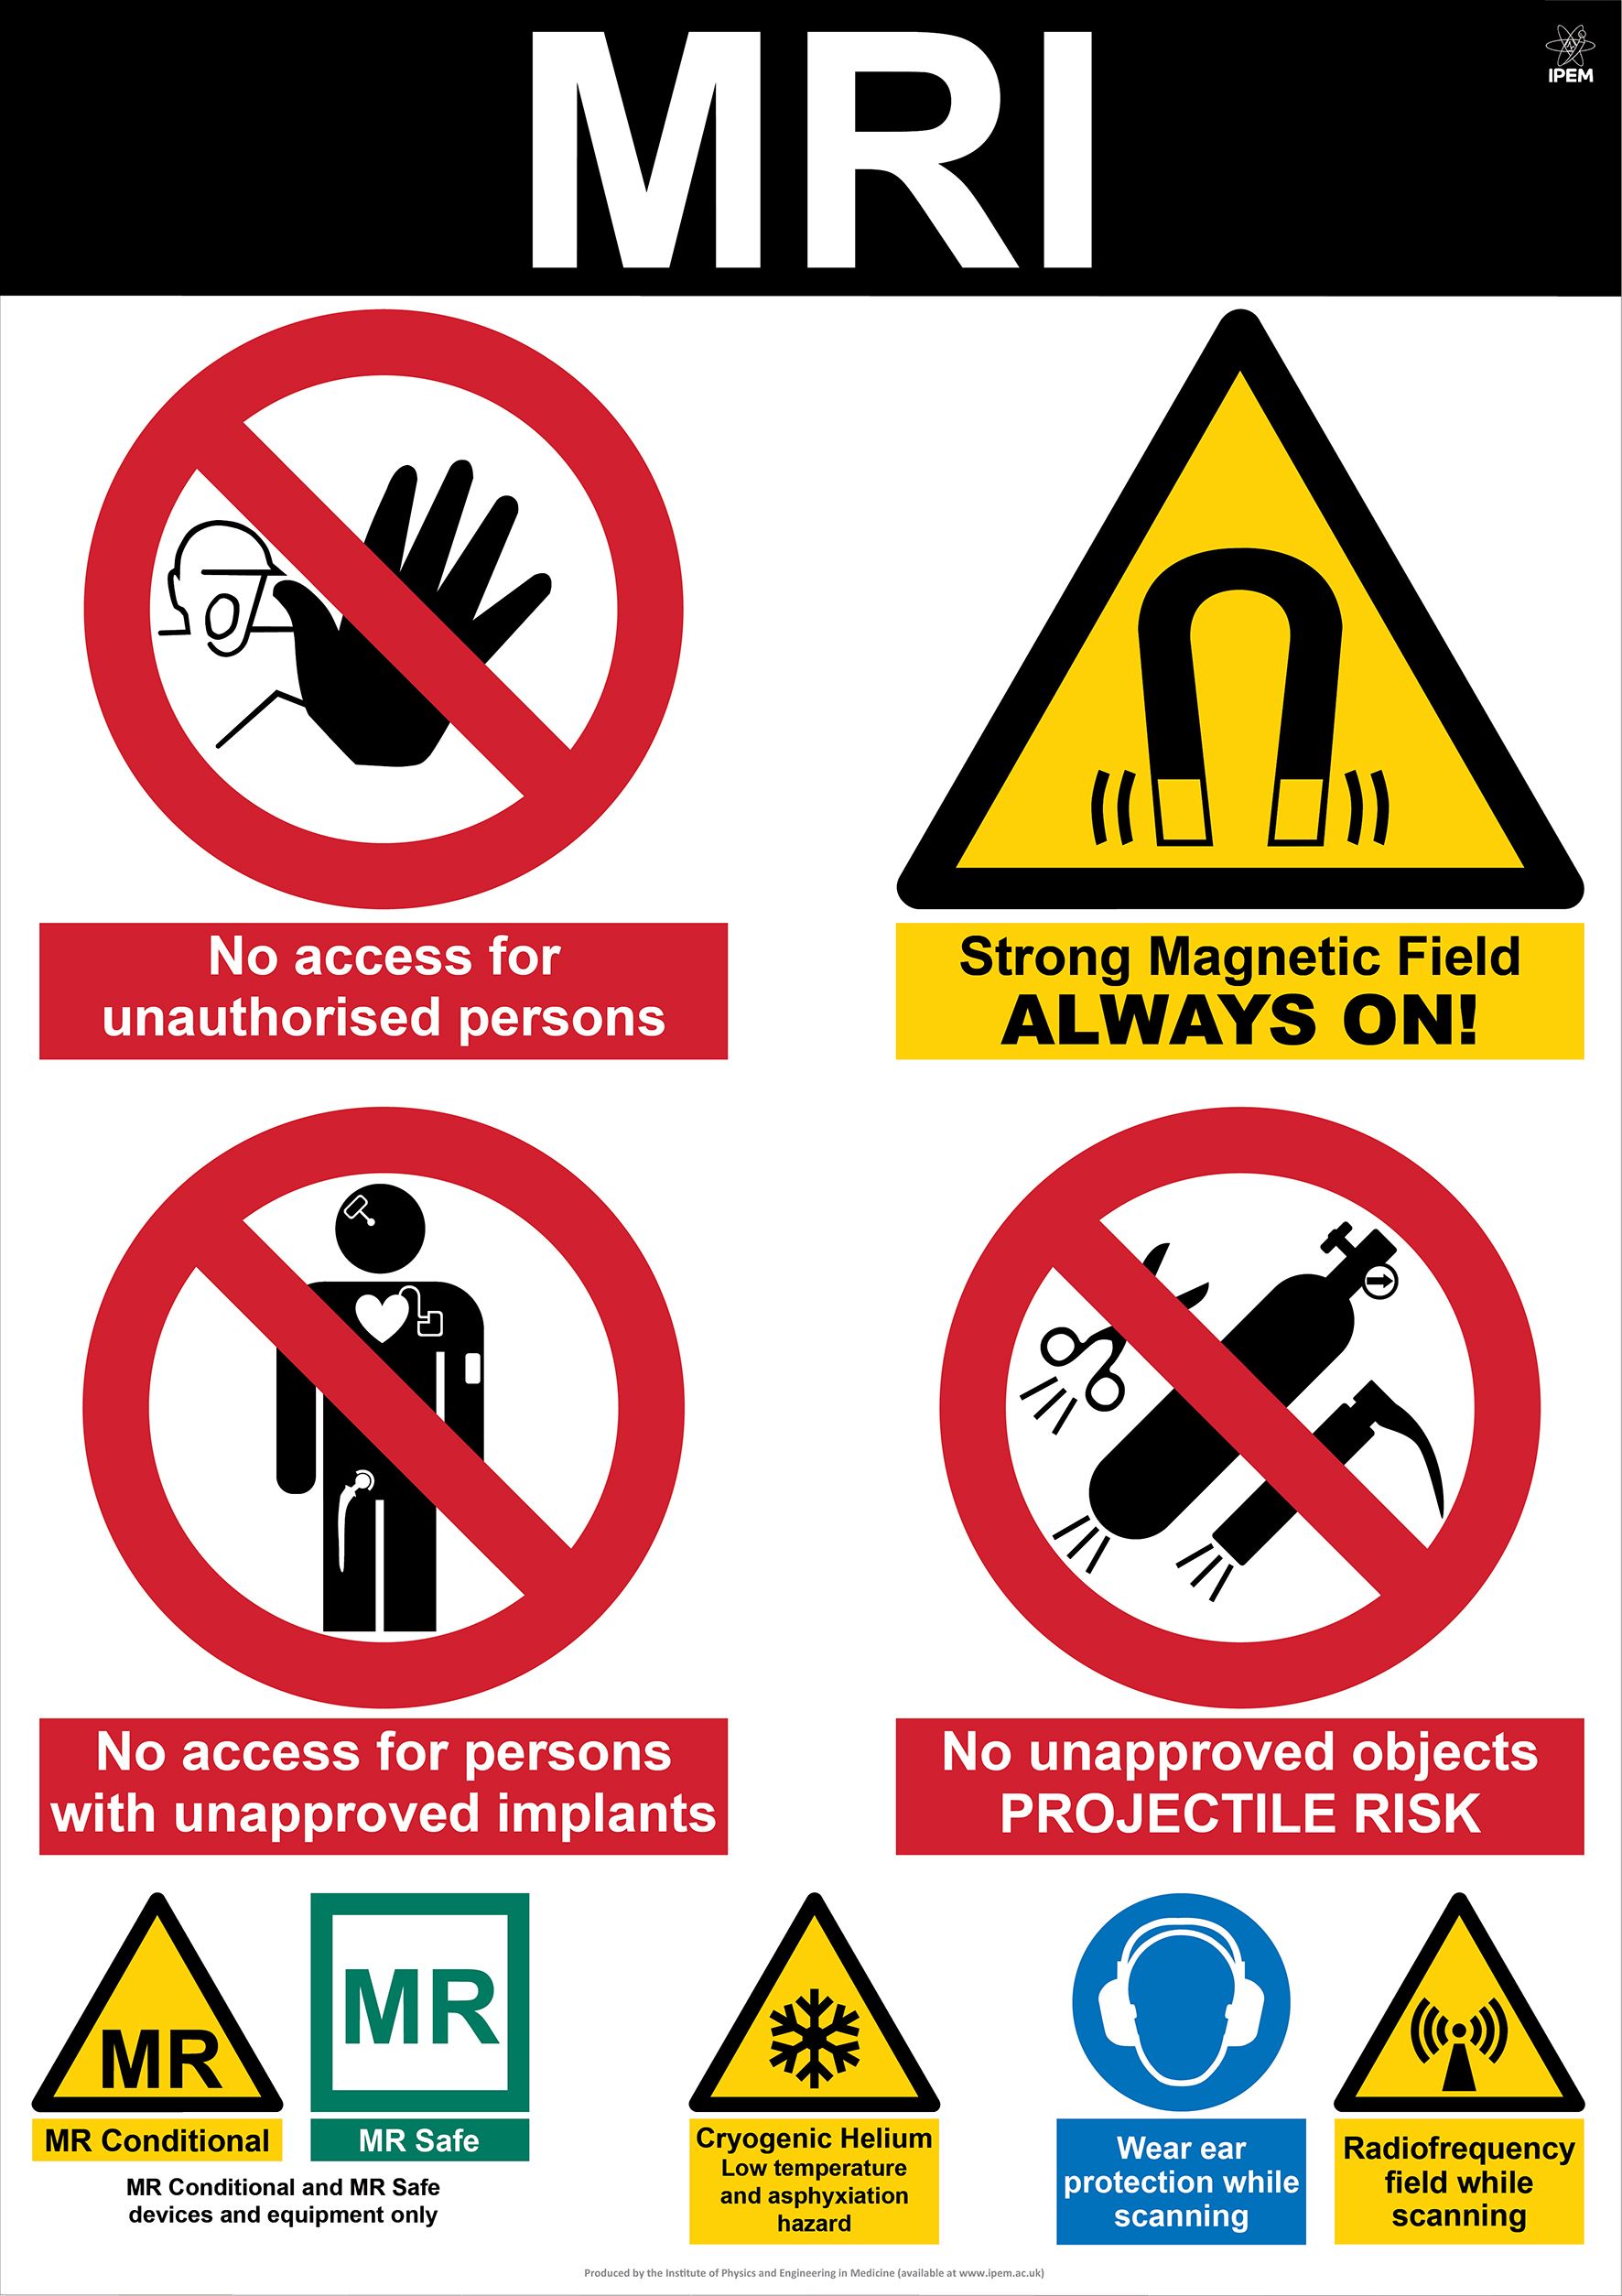 MRI
IPEM
No access for
unauthorised persons
Strong Magnetic Field
ALWAYS ON!
No access for persons
with unapproved implants
No unapproved objects
PROJECTILE RISK
MR
MR Conditional
MR
MR Safe
MR Conditional and MR Safe
devices and equipment only
Cryogenic Helium
Low temperature
and asphyxiation
hazard
Wear ear
protection while
scanning
Radiofrequency
field while
scanning
Produced by the Institute of Physics and Engineering in Medicine (available at www.ipem.ac.uk)